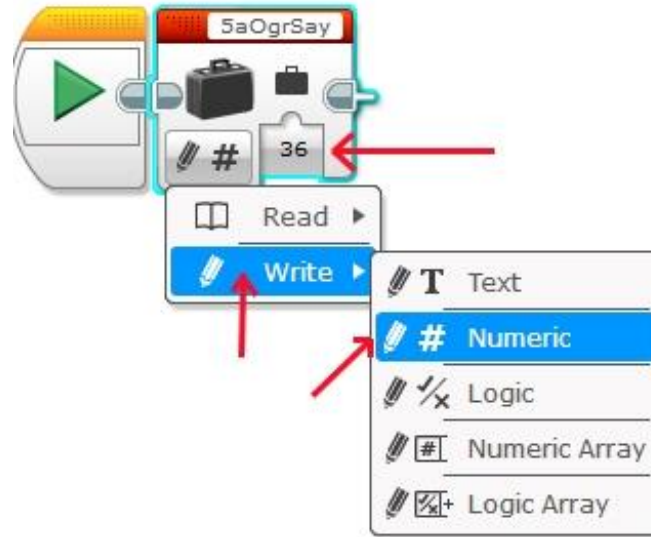 5aOgrSay
#
36
Read
Write
T Text
# Numeric
Logic
# Numeric Array
Logic Array